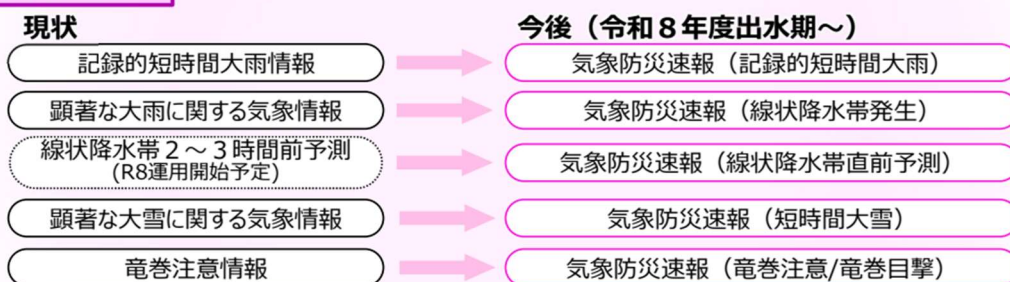 現状
今後（令和８年度出水期～）
記録的短時間大雨情報
気象防災速報（記録的短時間大雨）
顕著な大雨に関する気象情報
気象防災速報（線状降水帯発生）
線状降水帯２～３時間前予測
(R8運用開始予定)
気象防災速報（線状降水帯直前予測）
顕著な大雪に関する気象情報
気象防災速報（短時間大雪）
竜巻注意情報
気象防災速報（竜巻注意/竜巻目撃）